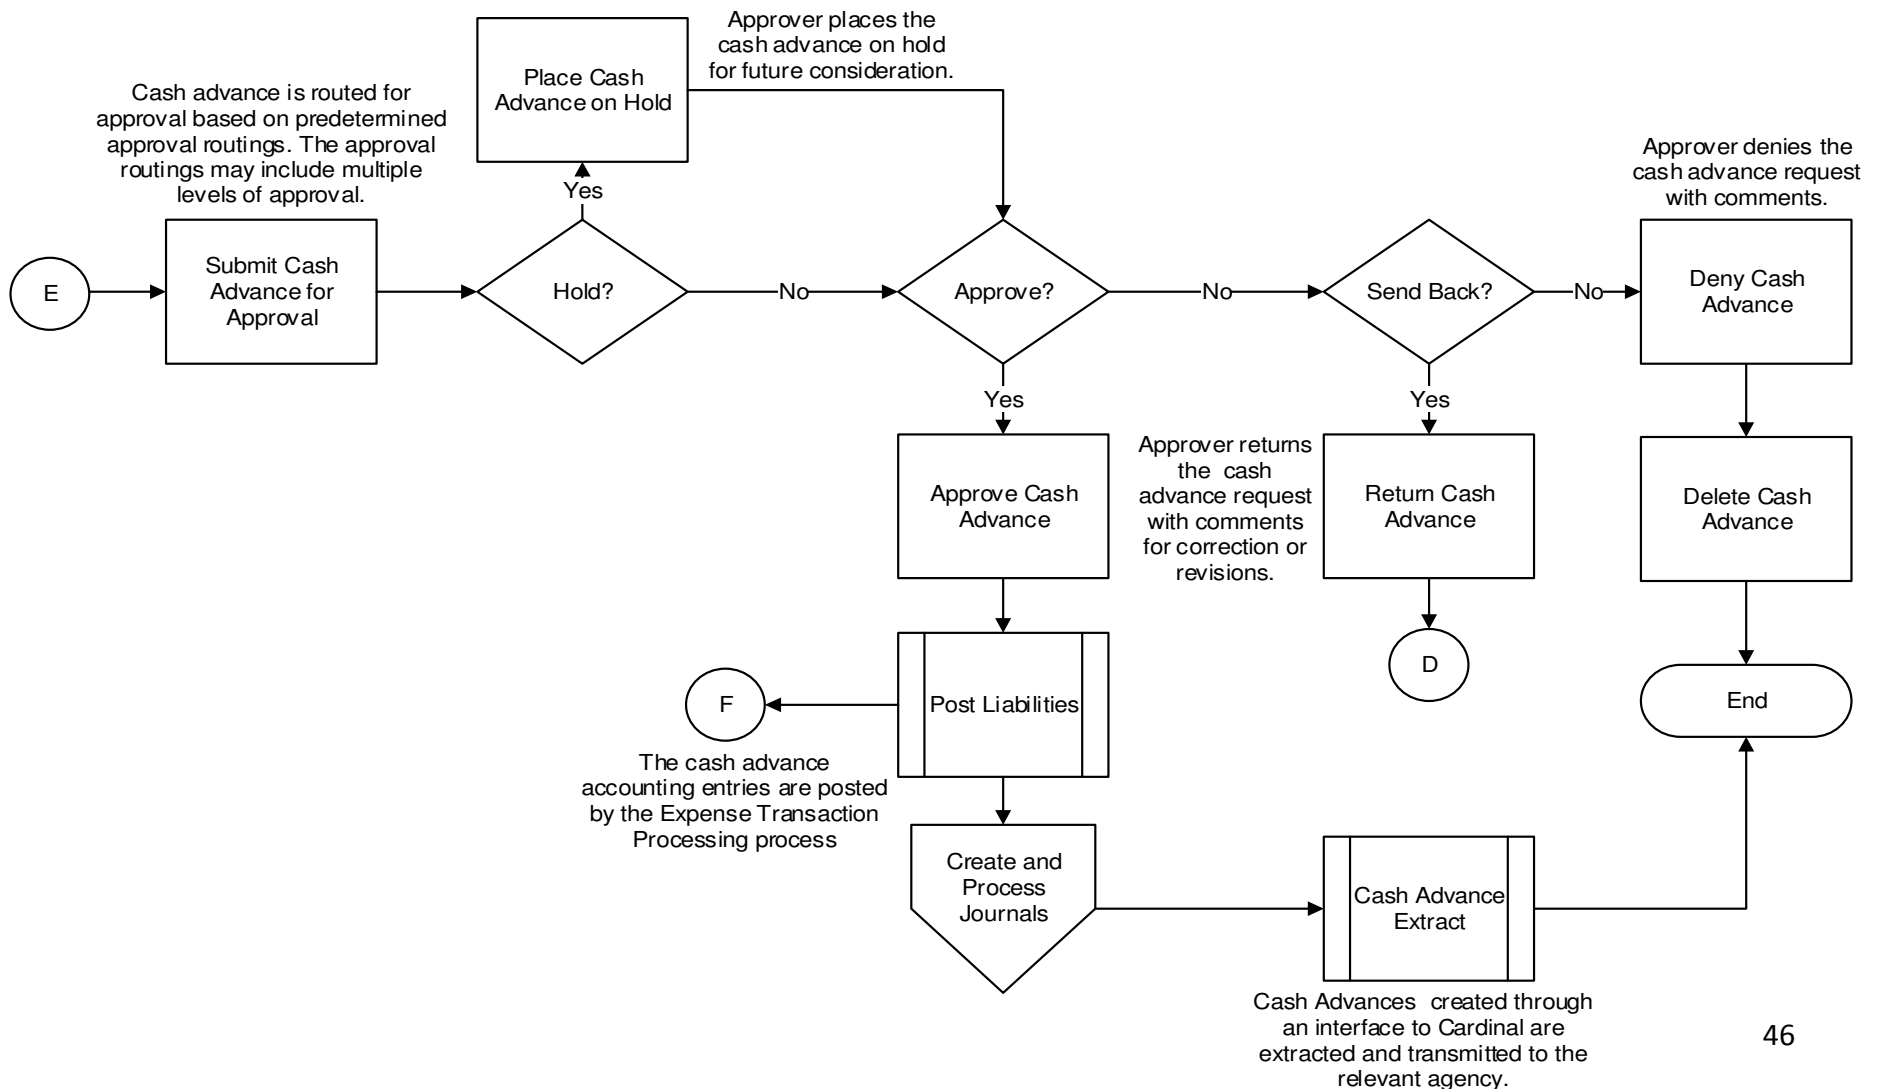 Approver places the
cash advance on hold
for future consideration.
Place Cash
Advance on Hold
Cash advance is routed for
approval based on predetermined
approval routings. The approval
routings may include multiple
levels of approval.
Yes
Approver denies the
cash advance request
with comments.
E
Submit Cash
Advance for
Approval
Hold?
No
Approve?
No
Send Back?
No
Deny Cash
Advance
Yes
Yes
Approve Cash
Advance
Approver returns
the cash
advance request
with comments
for correction or
revisions.
Return Cash
Advance
Delete Cash
Advance
F
Post Liabilities
D
End
The cash advance
accounting entries are posted
by the Expense Transaction
Processing process
Create and
Process
Journals
Cash Advance
Extract
Cash Advances created through
an interface to Cardinal are
extracted and transmitted to the
relevant agency.
46